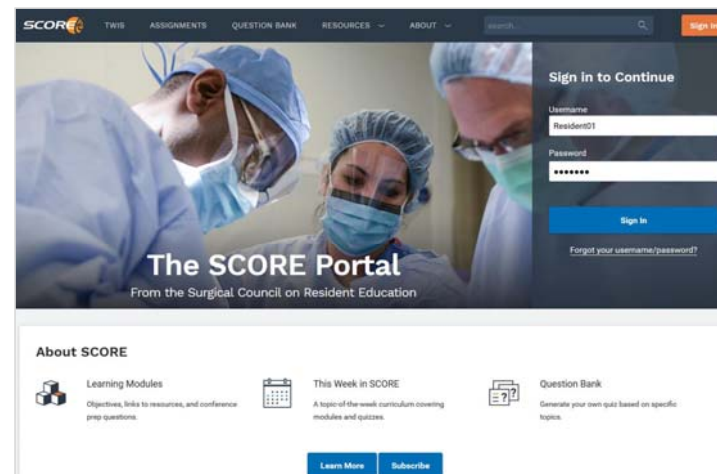 SCORE TWIS ASSIGNMENTS QUESTION BANK RESOURCES ABOUT search... Sign In
Sign in to Continue
Username
Resident01
Password
•••••••
Sign In
Forgot your username/password?
The SCORE Portal
From the Surgical Council on Resident Education
About SCORE
Learning Modules
Objectives, links to resources, and conference
prep questions.
This Week in SCORE
A topic-of-the-week curriculum covering
modules and quizzes.
Question Bank
Generate your own quiz based on specific
topics.
Learn More Subscribe